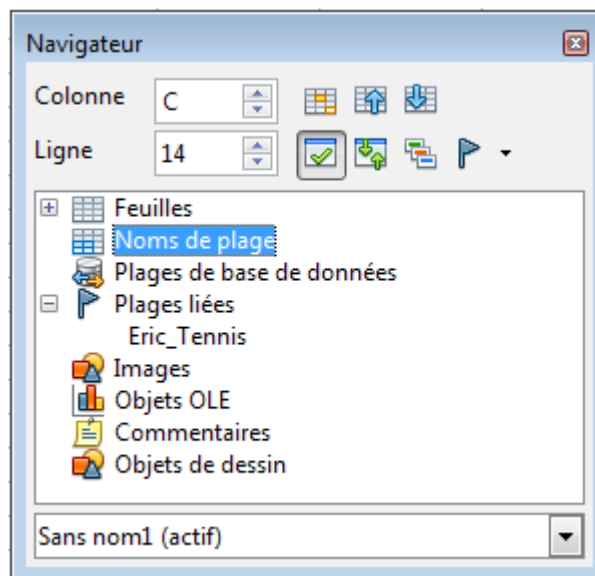 Navigateur
Colonne C
Ligne 14
Feuilles
Noms de plage
Plages de base de données
Plages liées
Eric_Tennis
Images
Objets OLE
Commentaires
Objets de dessin
Sans nom1 (actif)